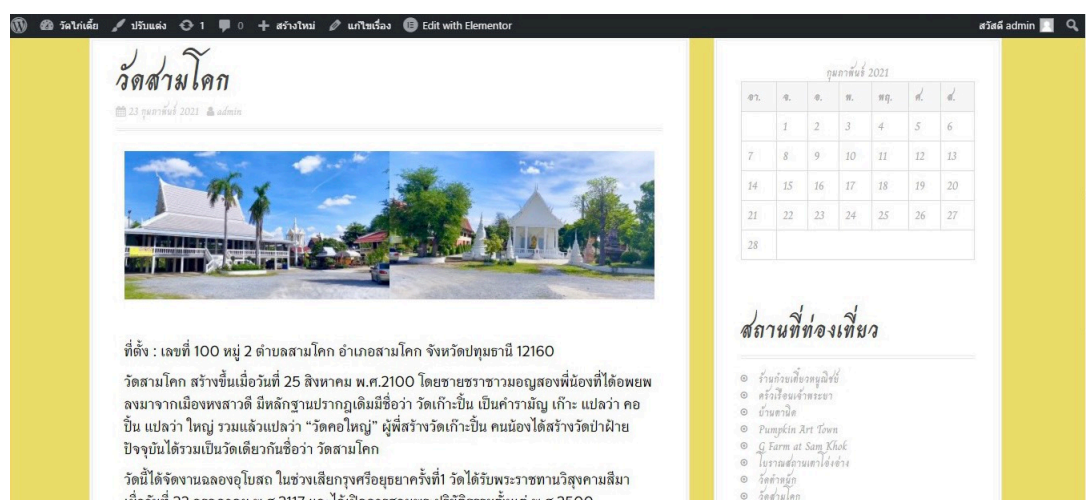 วัดไก่เตี้ย ปรับแต่ง 1 0 สร้างใหม่ แก้ไขเรื่อง Edit with Elementor สวัสดี admin
วัดสามโคก
23 กุมภาพันธ์ 2021 admin
ที่ตั้ง : เลขที่ 100 หมู่ 2 ตำบลสามโคก อำเภอสามโคก จังหวัดปทุมธานี 12160
วัดสามโคก สร้างขึ้นเมื่อวันที่ 25 สิงหาคม พ.ศ.2100 โดยชายชราชาวมอญสองพี่น้องที่ได้อพยพ
ลงมาจากเมืองหงสาวดี มีหลักฐานปรากฎเดิมมีชื่อว่า วัดเก๊าะปิ้น เป็นคำรามัญ เก๊าะ แปลว่า คอ
ปิ้น แปลว่า ใหญ่ รวมแล้วแปลว่า “วัดคอใหญ่” ผู้พี่สร้างวัดเก๊าะปิ้น คนน้องได้สร้างวัดป่าฝ้าย
ปัจจุบันได้รวมเป็นวัดเดียวกันชื่อว่า วัดสามโคก
วัดนี้ได้จัดงานฉลองอุโบสถ ในช่วงเสียกรุงศรีอยุธยาครั้งที่1 วัดได้รับพระราชทานวิสุงคามสีมา
กุมภาพันธ์ 2021
อา. จ. อ. พ. พฤ. ศ. ส.
1 2 3 4 5 6
7 8 9 10 11 12 13
14 15 16 17 18 19 20
21 22 23 24 25 26 27
28
สถานที่ท่องเที่ยว
ร้านก๋วยเตี๋ยวหมูณิชย์
ครัวเรือนเจ้าพระยา
บ้านตานิด
Pumpkin Art Town
G Farm at Sam Khok
โบราณสถานเตาโอ่งอ่าง
วัดตำหนัก
วัดสามโคก